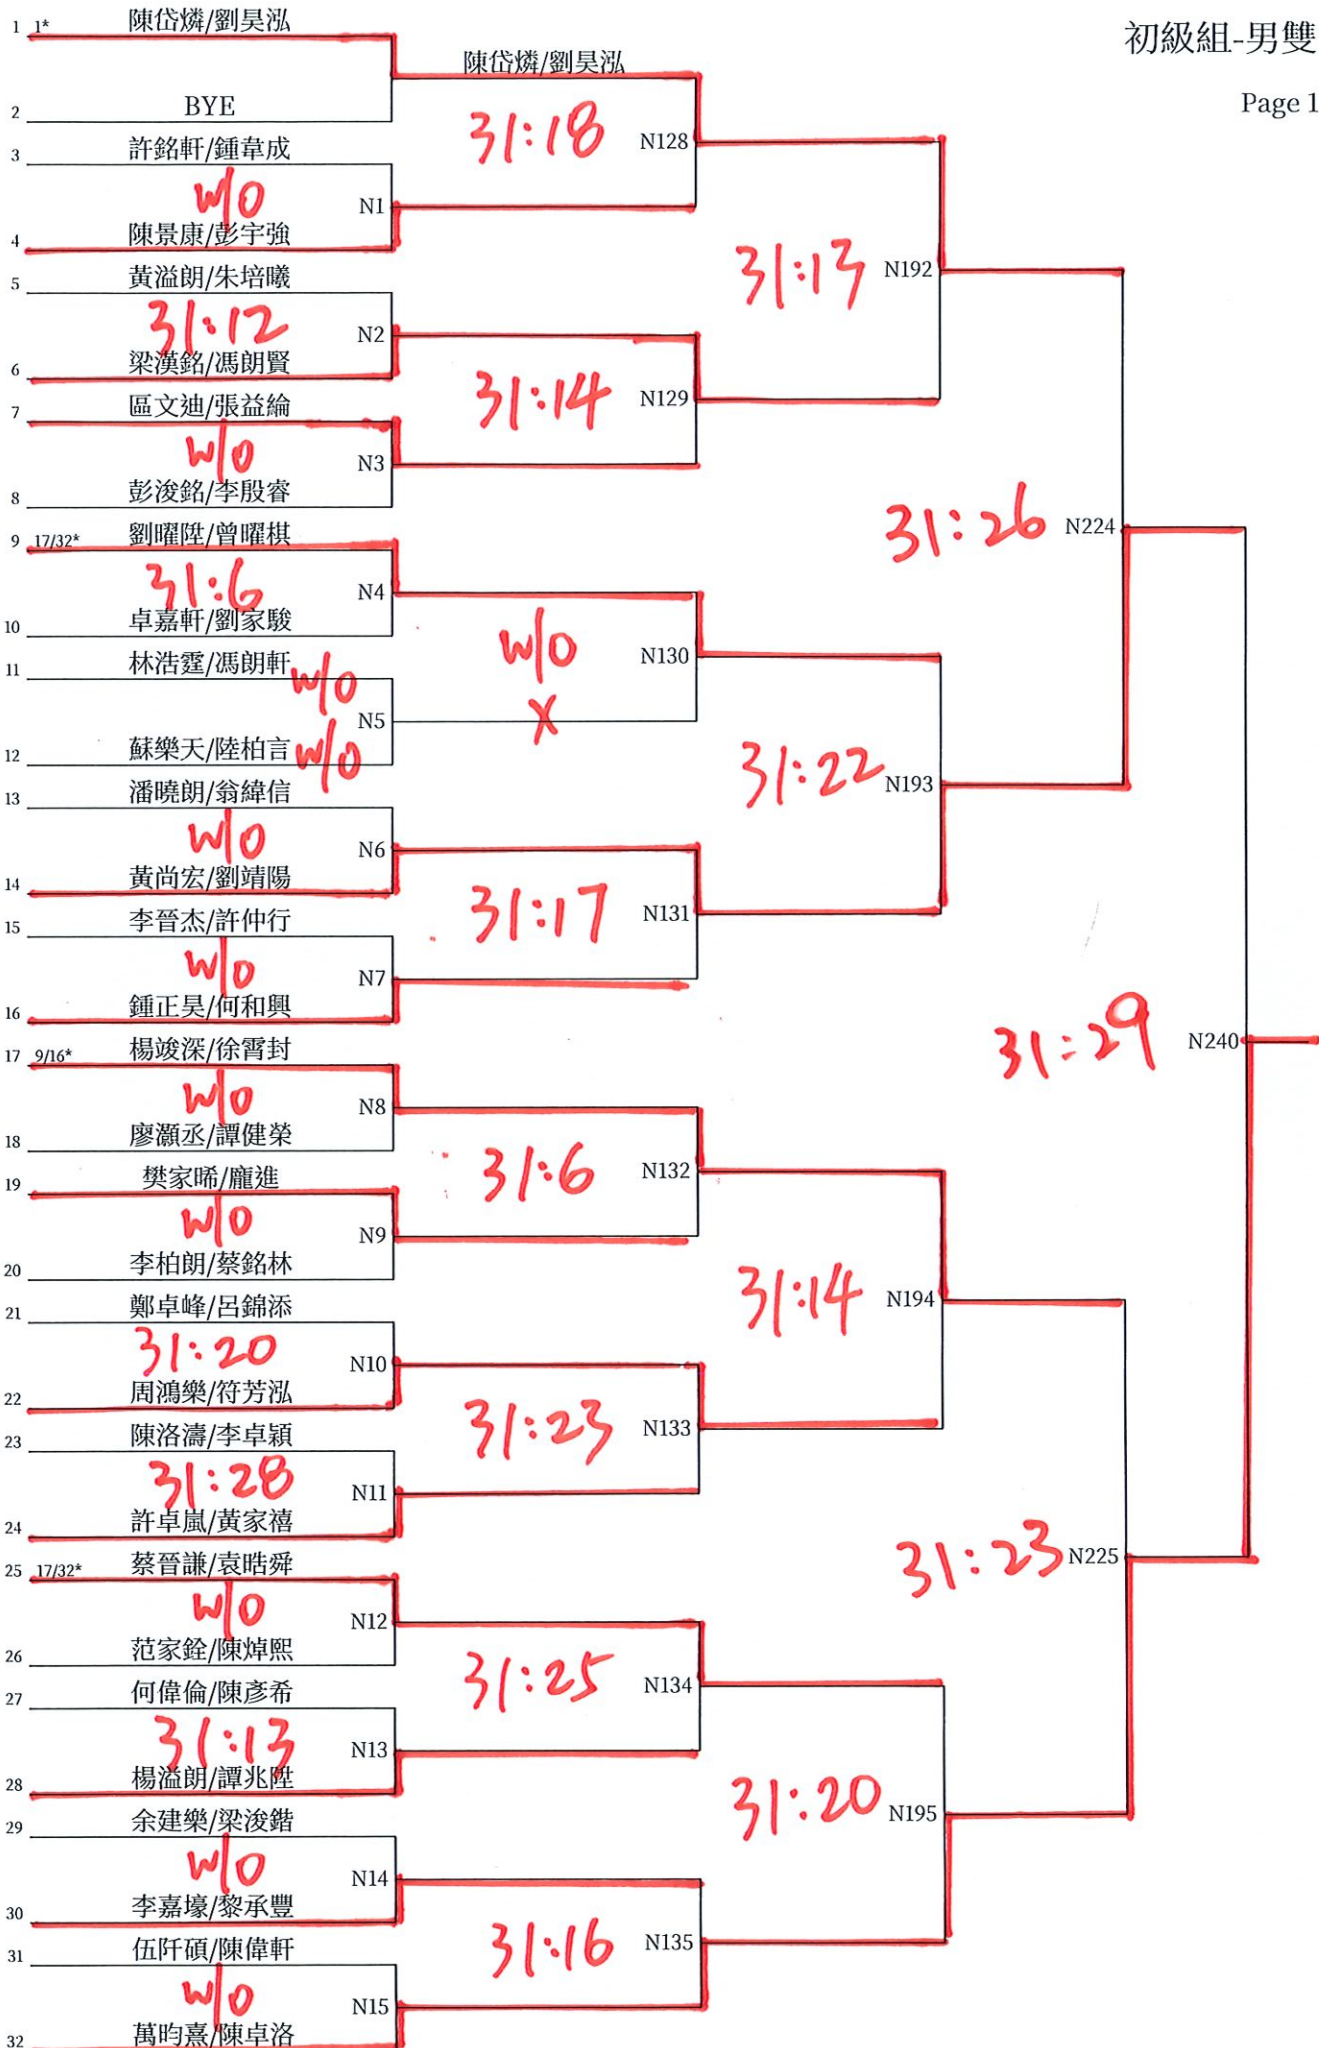 初級組-男雙
Page 1
1 1* 陳岱燐/劉昊泓
陳岱燐/劉昊泓
2 BYE
31:18 N128
3 許銘軒/鍾韋成
w/o N1
4 陳景康/彭宇強
31:13 N192
5 黃溢朗/朱培曦
31:12 N2
6 梁漢銘/馮朗賢
31:14 N129
7 區文迪/張益綸
w/o N3
8 彭浚銘/李殷睿
31:26 N224
9 17/32* 劉曜陞/曾曜棋
31:6 N4
10 卓嘉軒/劉家駿
w/o N130
11 林浩霆/馮朗軒 w/o
N5 X
12 蘇樂天/陸柏言 w/o
31:22 N193
13 潘曉朗/翁緯信
w/o N6
14 黃尚宏/劉靖陽
31:17 N131
15 李晉杰/許仲行
w/o N7
16 鍾正昊/何和興
31:29 N240
17 9/16* 楊竣深/徐霄封
w/o N8
18 廖灝丞/譚健榮
31:6 N132
19 樊家晞/龐進
w/o N9
20 李柏朗/蔡銘林
31:14 N194
21 鄭卓峰/呂錦添
31:20 N10
22 周鴻樂/符芳泓
31:23 N133
23 陳洛濤/李卓穎
31:28 N11
24 許卓嵐/黃家禧
31:23 N225
25 17/32* 蔡晉謙/袁晧舜
w/o N12
26 范家銓/陳焯熙
31:25 N134
27 何偉倫/陳彥希
31:13 N13
28 楊溢朗/譚兆陞
31:20 N195
29 余建樂/梁浚鍇
w/o N14
30 李嘉壕/黎承豐
31:16 N135
31 伍阡碩/陳偉軒
w/o N15
32 萬昀熹/陳卓洛